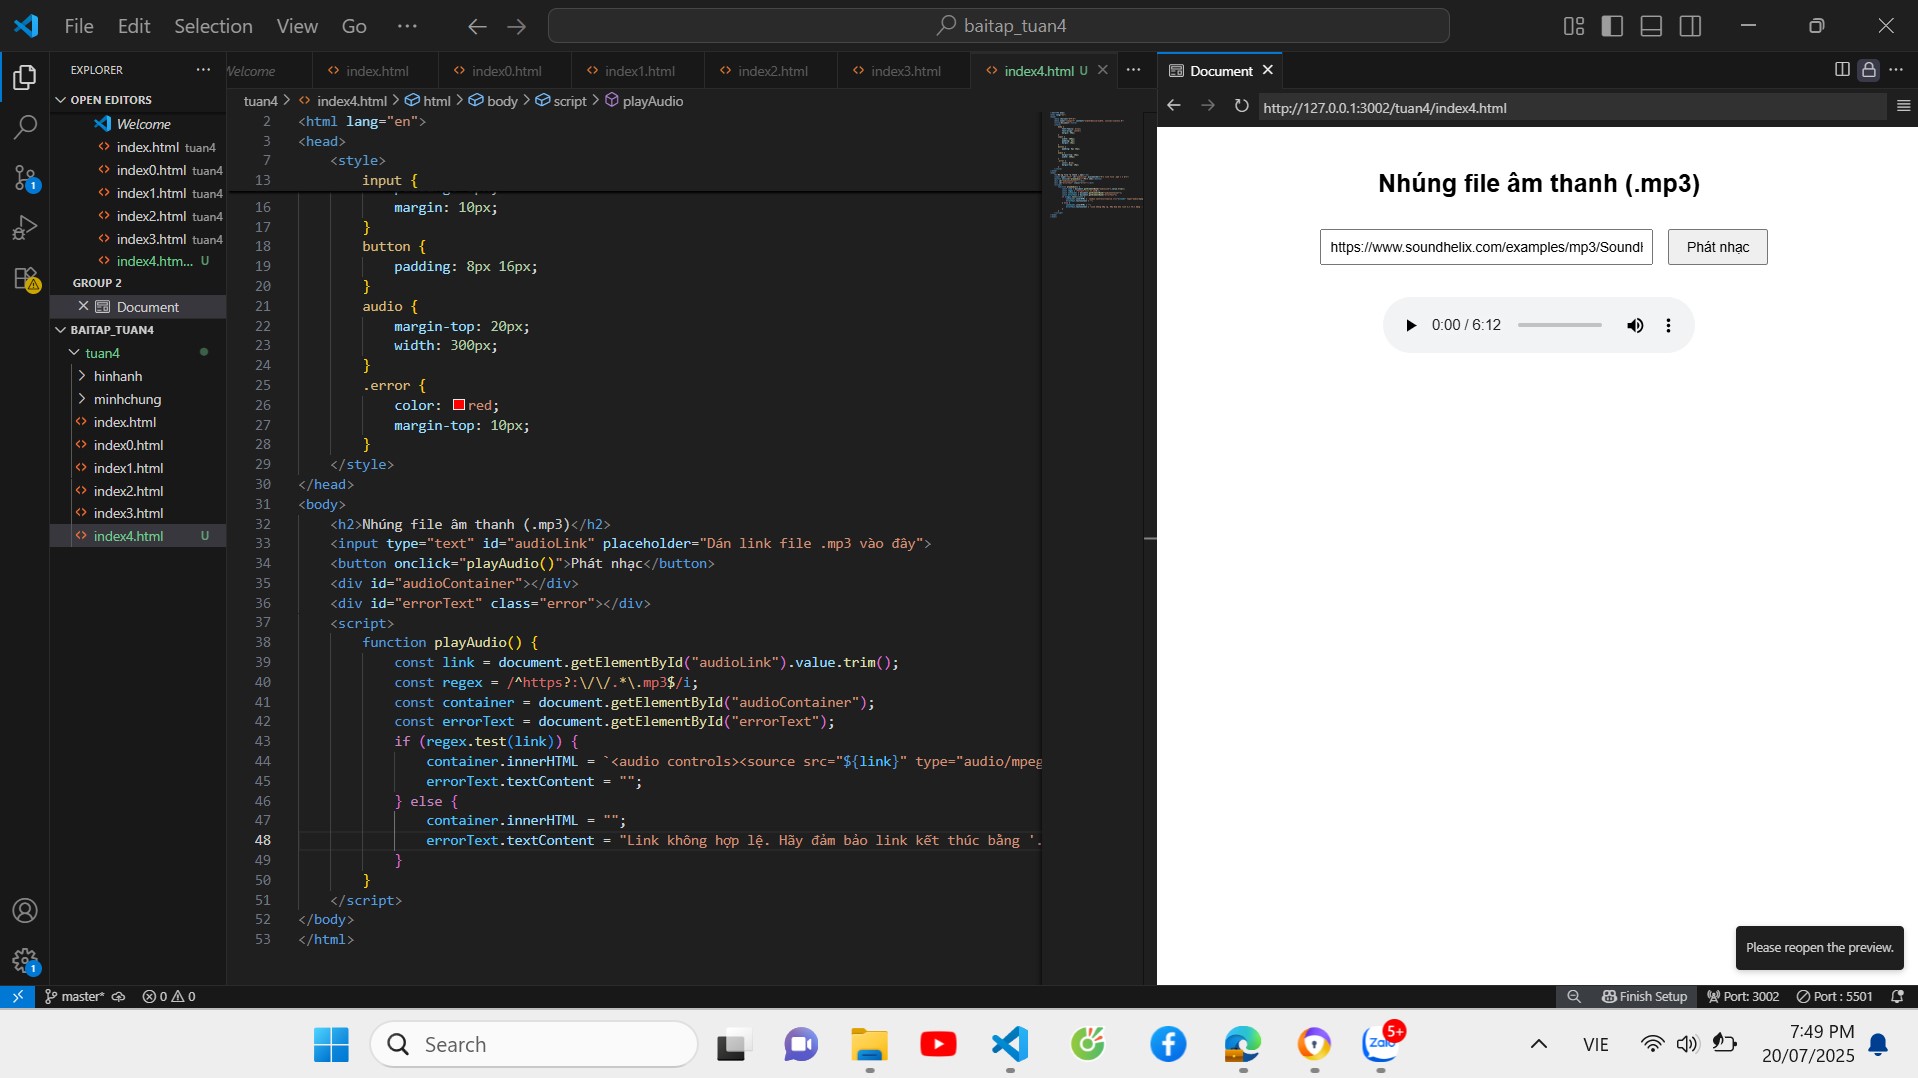 File Edit Selection View Go ···
baitap_tuan4
EXPLORER ···
OPEN EDITORS
Welcome
index.html tuan4
index0.html tuan4
index1.html tuan4
index2.html tuan4
index3.html tuan4
index4.htm... U
GROUP 2
Document
BAITAP_TUAN4
tuan4
hinhanh
minhchung
index.html
index0.html
index1.html
index2.html
index3.html
index4.html U
Welcome index.html index0.html index1.html index2.html index3.html index4.html U ···
tuan4 > index4.html > html > body > script > playAudio
2 <html lang="en">
3 <head>
7 <style>
13 input {
16 margin: 10px;
17 }
18 button {
19 padding: 8px 16px;
20 }
21 audio {
22 margin-top: 20px;
23 width: 300px;
24 }
25 .error {
26 color: red;
27 margin-top: 10px;
28 }
29 </style>
30 </head>
31 <body>
32 <h2>Nhúng file âm thanh (.mp3)</h2>
33 <input type="text" id="audioLink" placeholder="Dán link file .mp3 vào đây">
34 <button onclick="playAudio()">Phát nhạc</button>
35 <div id="audioContainer"></div>
36 <div id="errorText" class="error"></div>
37 <script>
38 function playAudio() {
39 const link = document.getElementById("audioLink").value.trim();
40 const regex = /^https?:\/\/.*\.mp3$/i;
41 const container = document.getElementById("audioContainer");
42 const errorText = document.getElementById("errorText");
43 if (regex.test(link)) {
44 container.innerHTML = `<audio controls><source src="${link}" type="audio/mpeg
45 errorText.textContent = "";
46 } else {
47 container.innerHTML = "";
48 errorText.textContent = "Link không hợp lệ. Hãy đảm bảo link kết thúc bằng '.
49 }
50 }
51 </script>
52 </body>
53 </html>
Document
http://127.0.0.1:3002/tuan4/index4.html
Nhúng file âm thanh (.mp3)
https://www.soundhelix.com/examples/mp3/Sound
Phát nhạc
0:00 / 6:12
Please reopen the preview.
master* 0 0
Finish Setup Port: 3002 Port : 5501
Search
5+
Zalo
VIE
7:49 PM
20/07/2025